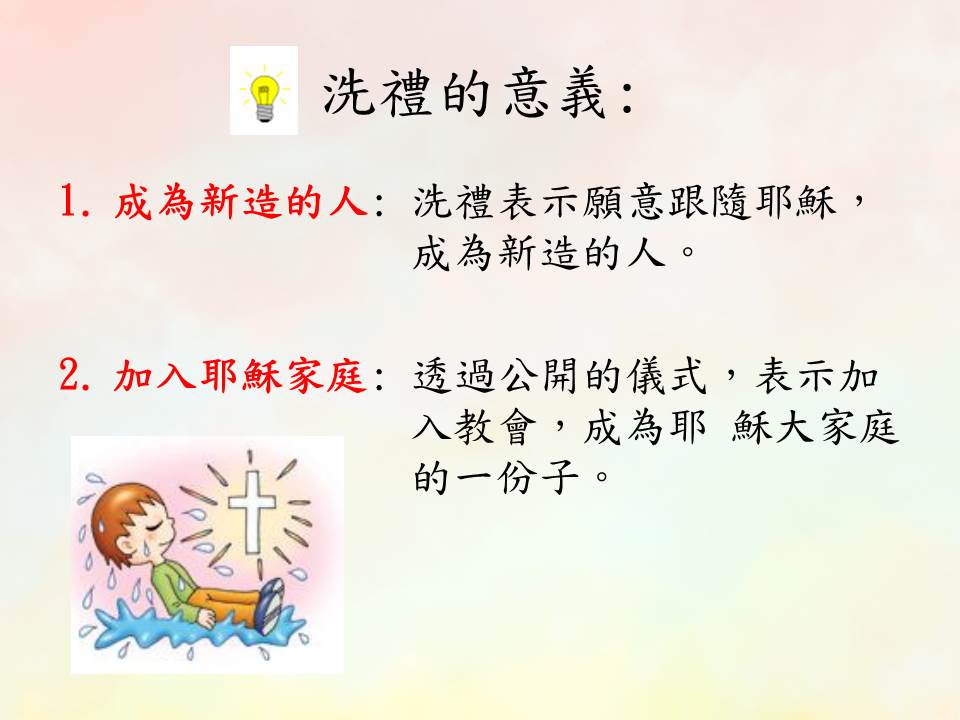 洗禮的意義:
1. 成為新造的人: 洗禮表示願意跟隨耶穌，
成為新造的人。
2. 加入耶穌家庭: 透過公開的儀式，表示加
入教會，成為耶 穌大家庭
的一份子。